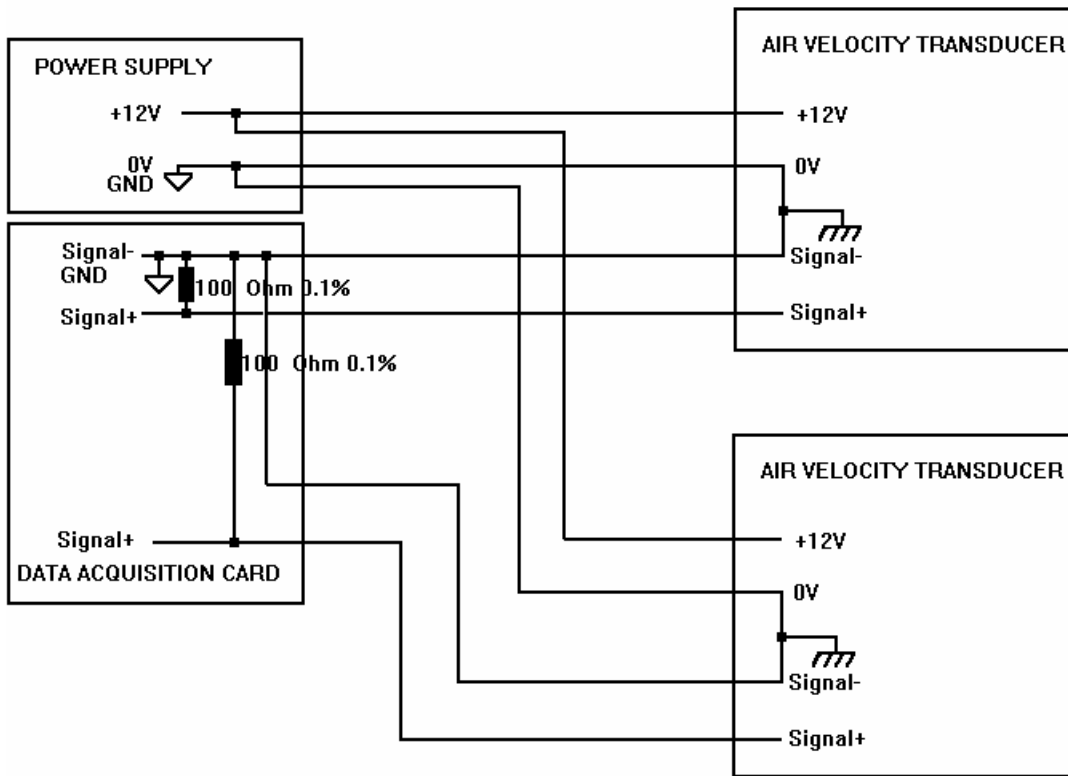 POWER SUPPLY
+12V
0V
GND
Signal-
GND
100 Ohm 0.1%
Signal+
100 Ohm 0.1%
Signal+
DATA ACQUISITION CARD
AIR VELOCITY TRANSDUCER
+12V
0V
Signal-
Signal+
AIR VELOCITY TRANSDUCER
+12V
0V
Signal-
Signal+